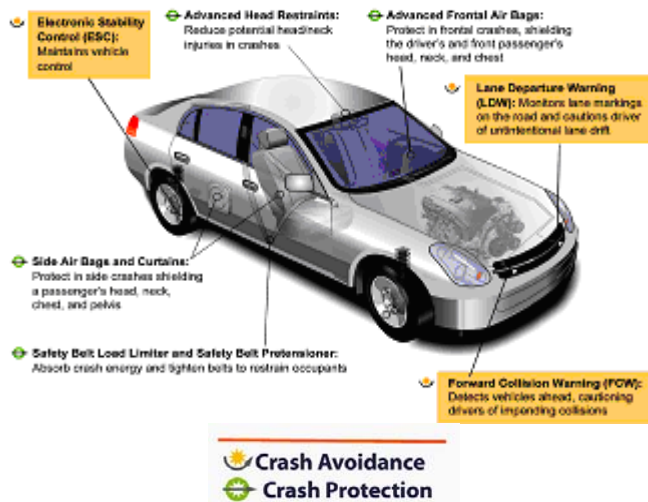 Electronic Stability
Control (ESC):
Maintains vehicle
control
Advanced Head Restraints:
Reduce potential head/neck
injuries in crashes
Advanced Frontal Air Bags:
Protect in frontal crashes, shielding
the driver's and front passenger's
head, neck, and chest
Lane Departure Warning
(LDW): Monitors lane markings
on the road and cautions driver
of unintentional lane drift
Side Air Bags and Curtains:
Protect in side crashes shielding
a passenger's head, neck,
chest, and pelvis
Safety Belt Load Limiter and Safety Belt Pretensioner:
Absorb crash energy and tighten belts to restrain occupants
Forward Collision Warning (FCW):
Detects vehicles ahead, cautioning
drivers of impending collisions
Crash Avoidance
Crash Protection